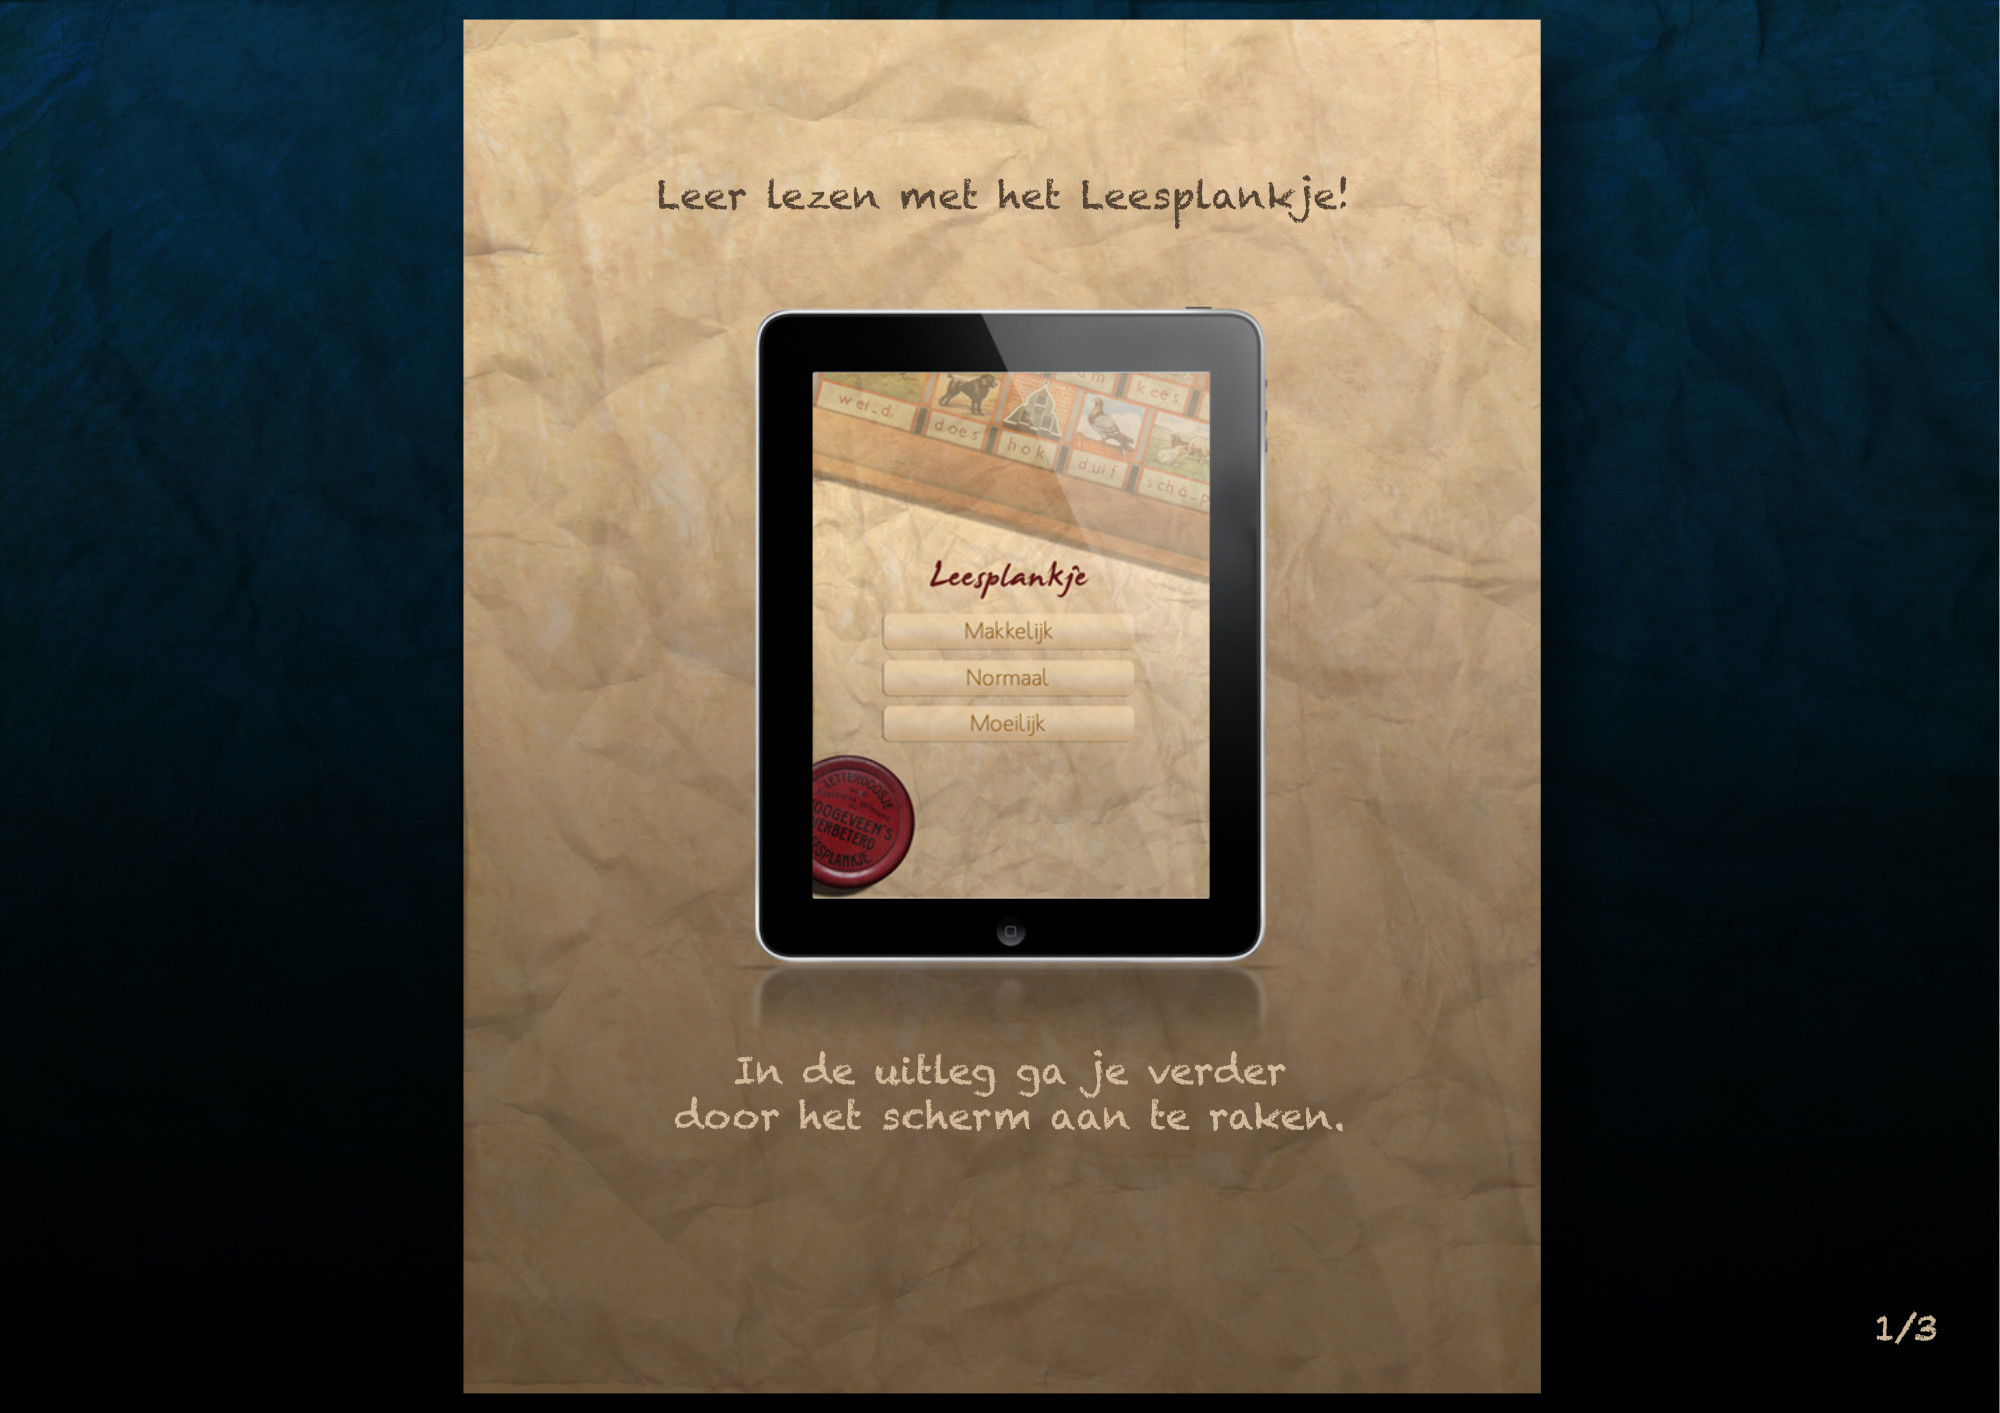 Leer lezen met het Leesplankje!
kees
wei_d
does
hok
duif
schā_p
Leesplankje
Makkelijk
Normaal
Moeilijk
LETTERDOOSJE
HOOGEVEEN'S
VERBETERD
LEESPLANKJE
In de uitleg ga je verder
door het scherm aan te raken.
1/3